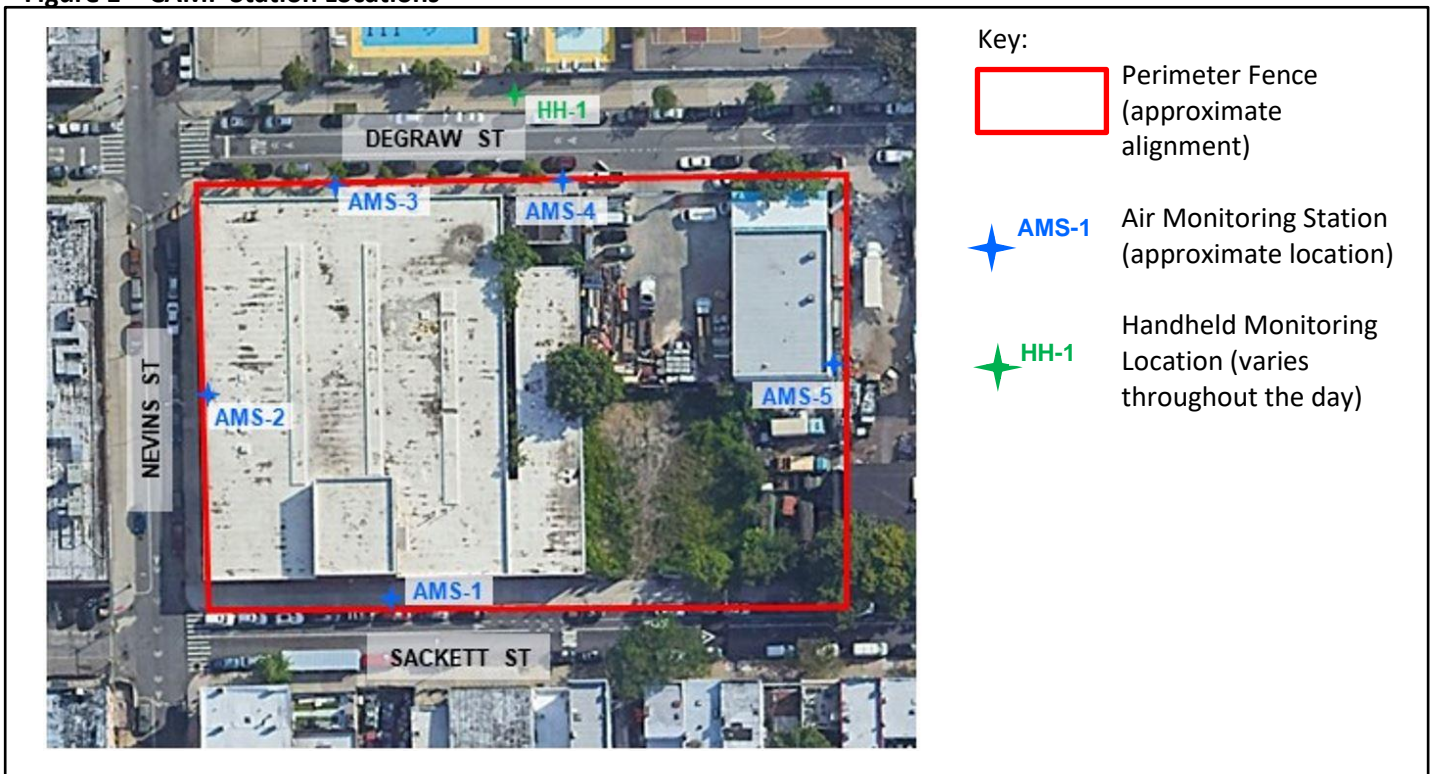 Key:
Perimeter Fence
(approximate
alignment)
AMS-1
Air Monitoring Station
(approximate location)
HH-1
Handheld Monitoring
Location (varies
throughout the day)
HH-1
DEGRAW ST
AMS-3
AMS-4
NEVINS ST
AMS-2
AMS-5
AMS-1
SACKETT ST